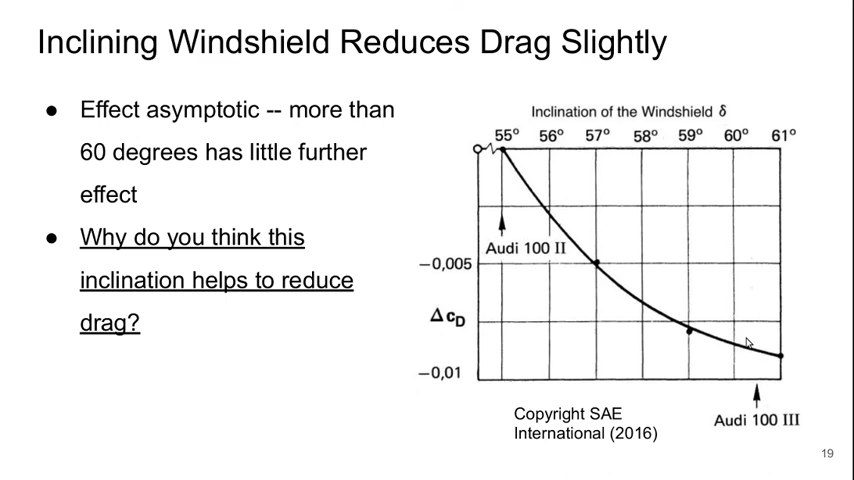 Inclining Windshield Reduces Drag Slightly
● Effect asymptotic -- more than
60 degrees has little further
effect
● Why do you think this
inclination helps to reduce
drag?
Inclination of the Windshield δ
55° 56° 57° 58° 59° 60° 61°
Audi 100 II
−0,005
Δ cD
−0,01
Copyright SAE
International (2016)
Audi 100 III
19